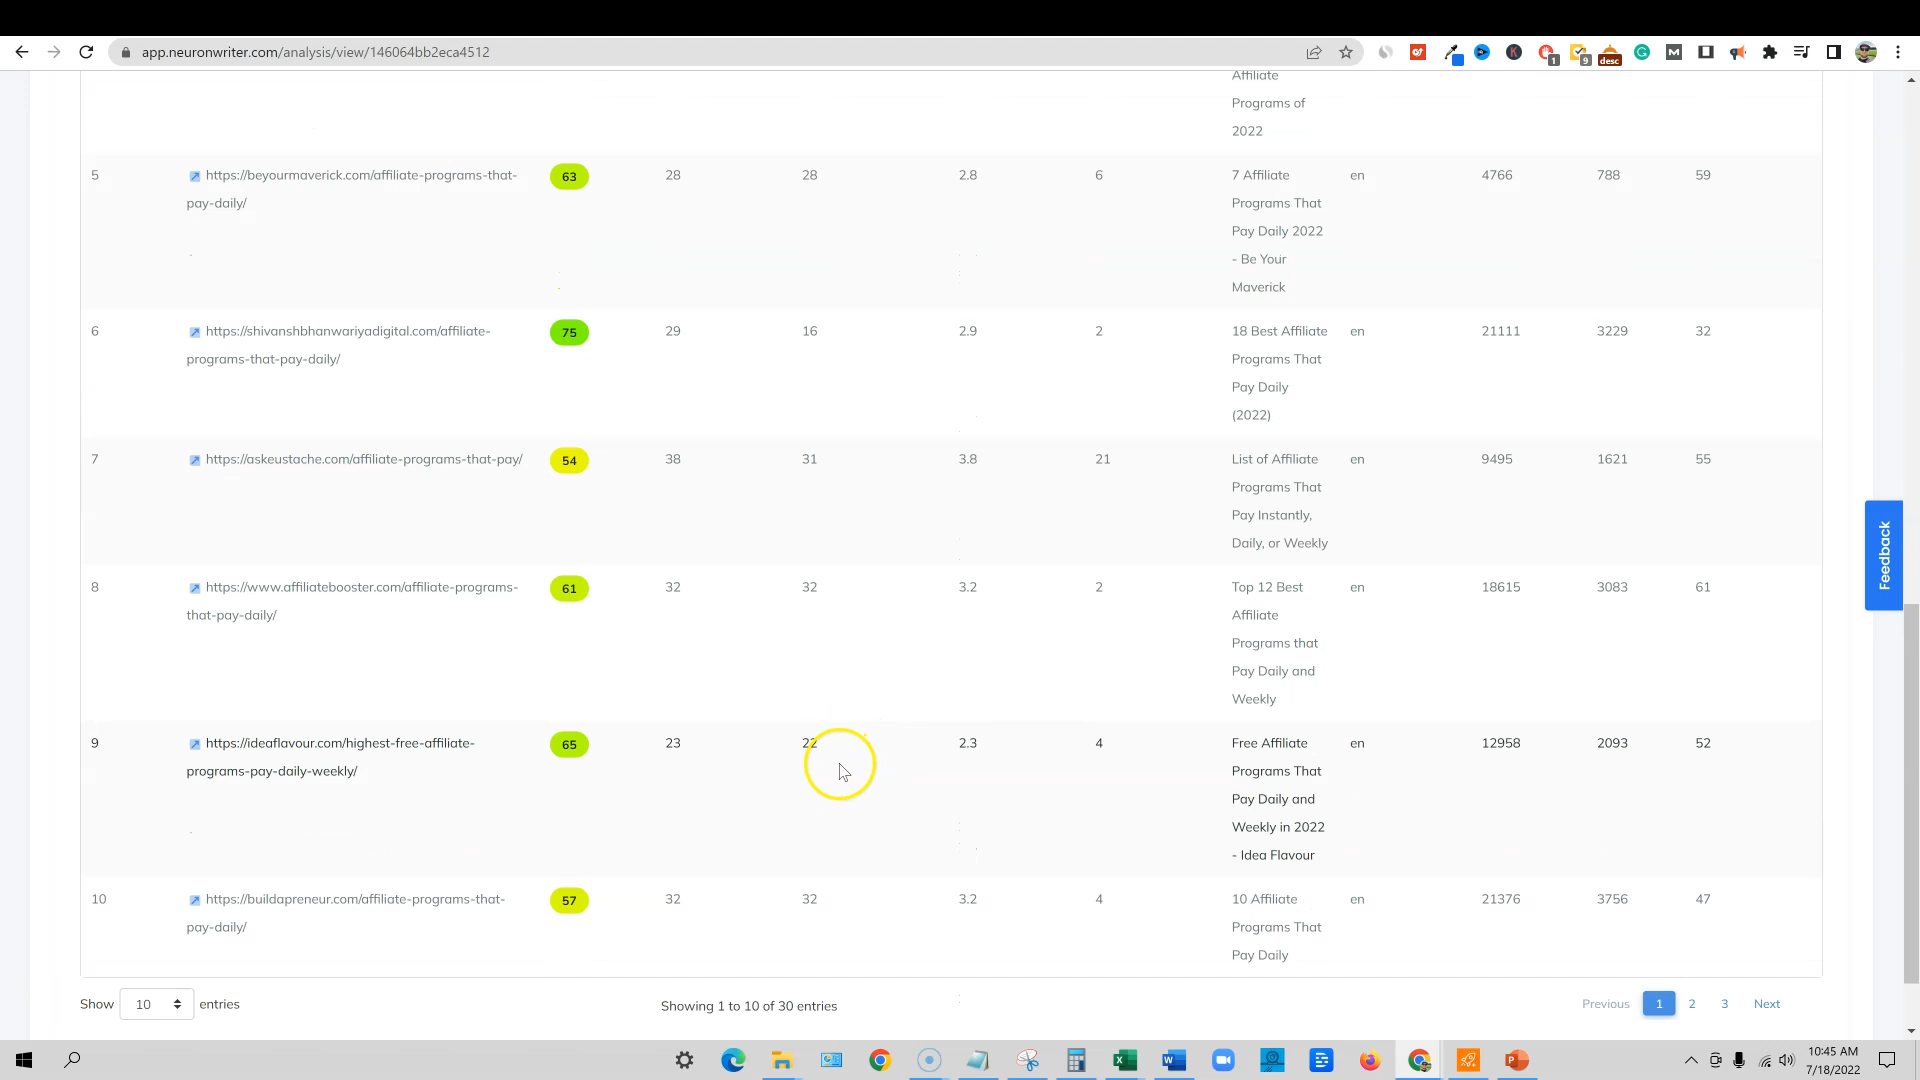 app.neuronwriter.com/analysis/view/146064bb2eca4512
1
9
desc
Affiliate
Programs of
2022
5 https://beyourmaverick.com/affiliate-programs-that- 63 28 28 2.8 6 7 Affiliate en 4766 788 59
pay-daily/ Programs That
Pay Daily 2022
- Be Your
Maverick
6 https://shivanshbhanwariyadigital.com/affiliate- 75 29 16 2.9 2 18 Best Affiliate en 21111 3229 32
programs-that-pay-daily/ Programs That
Pay Daily
(2022)
7 https://askeustache.com/affiliate-programs-that-pay/ 54 38 31 3.8 21 List of Affiliate en 9495 1621 55
Programs That
Pay Instantly,
Daily, or Weekly
Feedback
8 https://www.affiliatebooster.com/affiliate-programs- 61 32 32 3.2 2 Top 12 Best en 18615 3083 61
that-pay-daily/ Affiliate
Programs that
Pay Daily and
Weekly
9 https://ideaflavour.com/highest-free-affiliate- 65 23 22 2.3 4 Free Affiliate en 12958 2093 52
programs-pay-daily-weekly/ Programs That
Pay Daily and
Weekly in 2022
- Idea Flavour
10 https://buildapreneur.com/affiliate-programs-that- 57 32 32 3.2 4 10 Affiliate en 21376 3756 47
pay-daily/ Programs That
Pay Daily
Show 10 entries Showing 1 to 10 of 30 entries Previous 1 2 3 Next
10:45 AM
7/18/2022